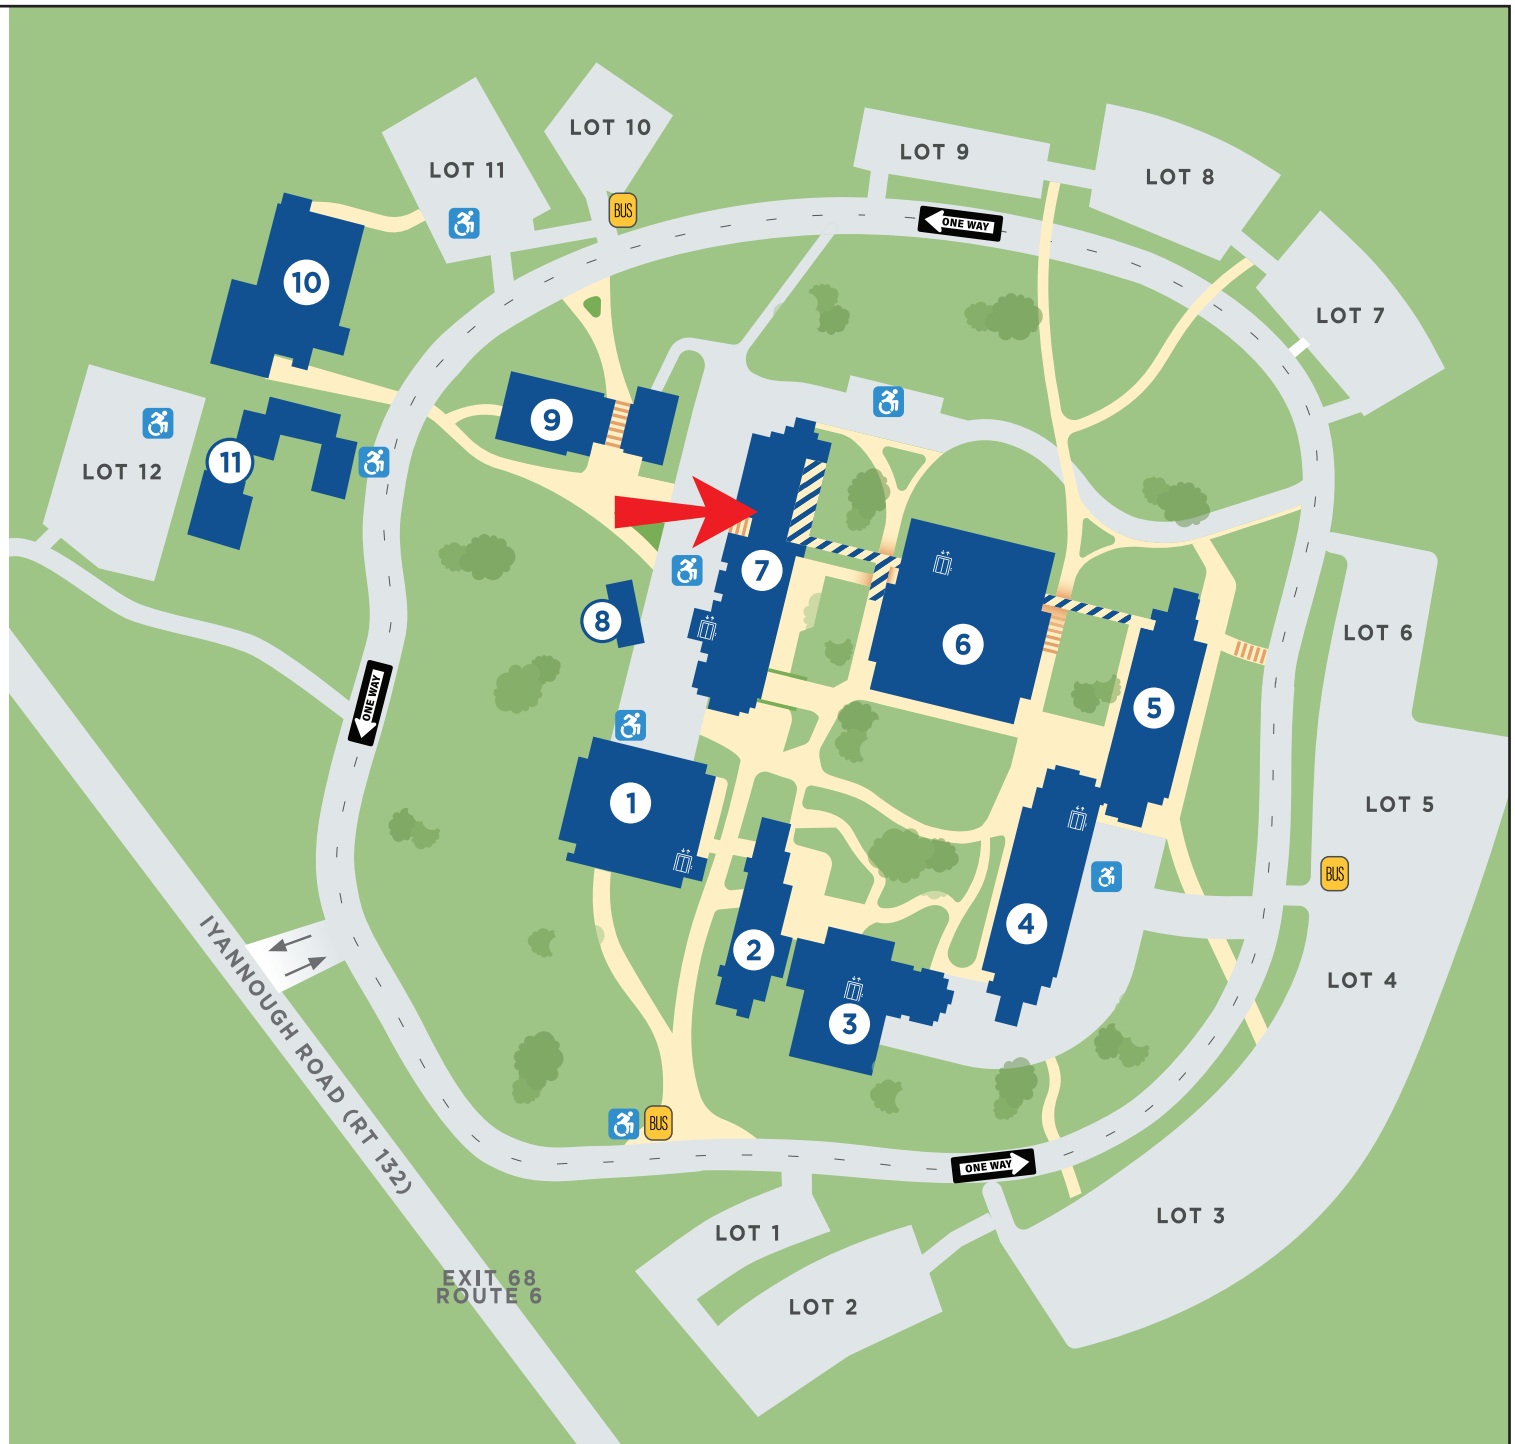 LOT 10
LOT 11
LOT 9
LOT 8
BUS
ONE WAY
10
LOT 7
9
11
LOT 12
7
8
6
LOT 6
5
ONE WAY
1
LOT 5
BUS
4
2
3
LOT 4
IYANNOUGH ROAD (RT 132)
BUS
ONE WAY
LOT 3
LOT 1
EXIT 68
ROUTE 6
LOT 2